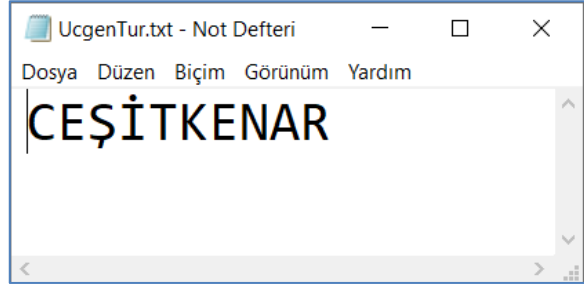 UcgenTur.txt - Not Defteri
Dosya Düzen Biçim Görünüm Yardım
CEŞİTKENAR